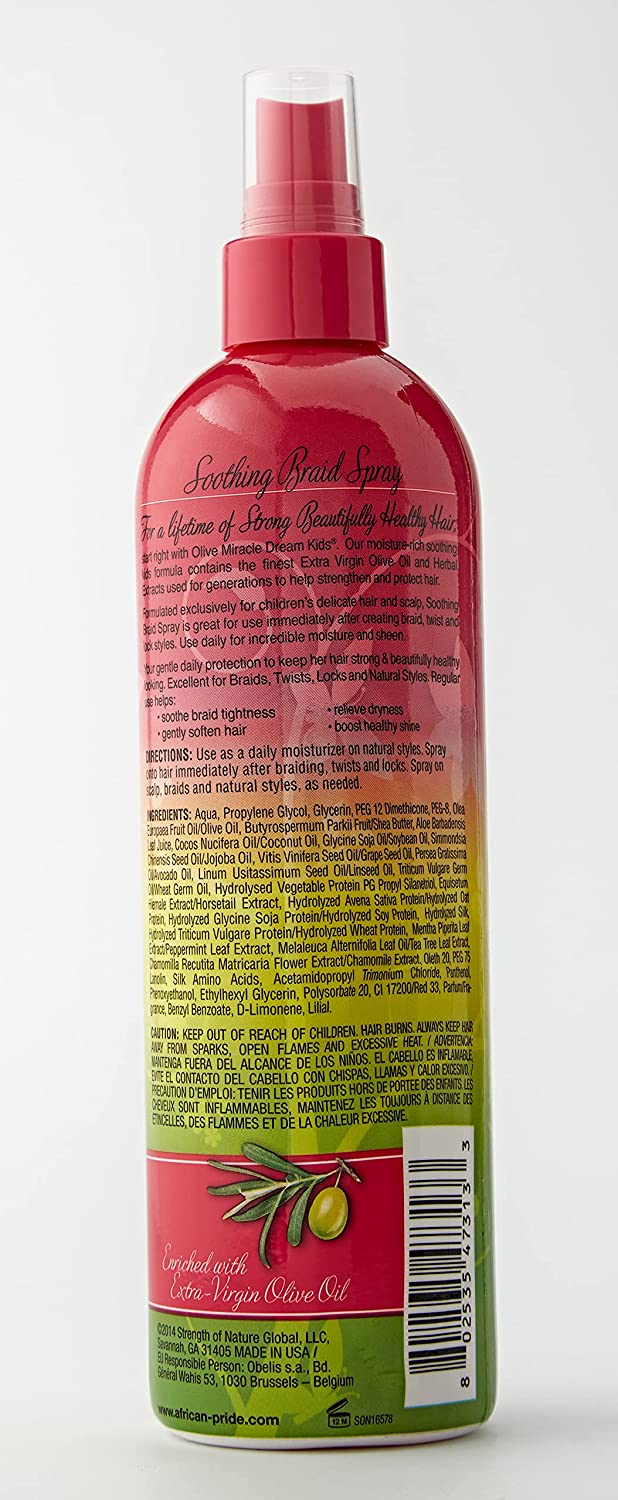 Soothing Braid Spray
For a lifetime of Strong Beautifully Healthy Hair,
start right with Olive Miracle Dream Kids®. Our moisture-rich soothing
kids formula contains the finest Extra Virgin Olive Oil and Herbal
Extracts used for generations to help strengthen and protect hair.
Formulated exclusively for children's delicate hair and scalp, Soothing
Braid Spray is great for use immediately after creating braid, twist and
lock styles. Use daily for incredible moisture and sheen.
Your gentle daily protection to keep her hair strong & beautifully healthy
looking. Excellent for Braids, Twists, Locks and Natural Styles. Regular
use helps:
• soothe braid tightness • relieve dryness
• gently soften hair • boost healthy shine
DIRECTIONS: Use as a daily moisturizer on natural styles. Spray
onto hair immediately after braiding, twists and locks. Spray on
scalp, braids and natural styles, as needed.
INGREDIENTS: Aqua, Propylene Glycol, Glycerin, PEG 12 Dimethicone, PEG-8, Olea
Europaea Fruit Oil/Olive Oil, Butyrospermum Parkii Fruit/Shea Butter, Aloe Barbadensis
Leaf Juice, Cocos Nucifera Oil/Coconut Oil, Glycine Soja Oil/Soybean Oil, Simmondsia
Chinensis Seed Oil/Jojoba Oil, Vitis Vinifera Seed Oil/Grape Seed Oil, Persea Gratissima
Oil/Avocado Oil, Linum Usitassimum Seed Oil/Linseed Oil, Triticum Vulgare Germ
Oil/Wheat Germ Oil, Hydrolysed Vegetable Protein PG Propyl Silanetriol, Equisetum
Hiemale Extract/Horsetail Extract, Hydrolyzed Avena Sativa Protein/Hydrolyzed Oat
Protein, Hydrolyzed Glycine Soja Protein/Hydrolyzed Soy Protein, Hydrolyzed Silk,
Hydrolyzed Triticum Vulgare Protein/Hydrolyzed Wheat Protein, Mentha Piperita Leaf
Extract/Peppermint Leaf Extract, Melaleuca Alternifolia Leaf Oil/Tea Tree Leaf Extract,
Chamomilla Recutita Matricaria Flower Extract/Chamomile Extract, Oleth 20, PEG 75
Lanolin, Silk Amino Acids, Acetamidopropyl Trimonium Chloride, Panthenol,
Phenoxyethanol, Ethylhexyl Glycerin, Polysorbate 20, CI 17200/Red 33, Parfum/Fra-
grance, Benzyl Benzoate, D-Limonene, Lilial.
CAUTION: KEEP OUT OF REACH OF CHILDREN. HAIR BURNS. ALWAYS KEEP HAIR
AWAY FROM SPARKS, OPEN FLAMES AND EXCESSIVE HEAT. / ADVERTENCIA:
MANTENGA FUERA DEL ALCANCE DE LOS NIÑOS. EL CABELLO ES INFLAMABLE,
EVITE EL CONTACTO DEL CABELLO CON CHISPAS, LLAMAS Y CALOR EXCESIVO. /
PRÉCAUTION D'EMPLOI: TENIR LES PRODUITS HORS DE PORTEE DES ENFANTS. LES
CHEVEUX SONT INFLAMMABLES, MAINTENEZ LES TOUJOURS À DISTANCE DES
ÉTINCELLES, DES FLAMMES ET DE LA CHALEUR EXCESSIVE.
Enriched with
Extra-Virgin Olive Oil
©2014 Strength of Nature Global, LLC,
Savannah, GA 31405 MADE IN USA /
EU Responsible Person: Obelis s.a., Bd.
Général Wahis 53, 1030 Brussels – Belgium
www.african-pride.com
12 M
SON16578
8 02535 47313 3